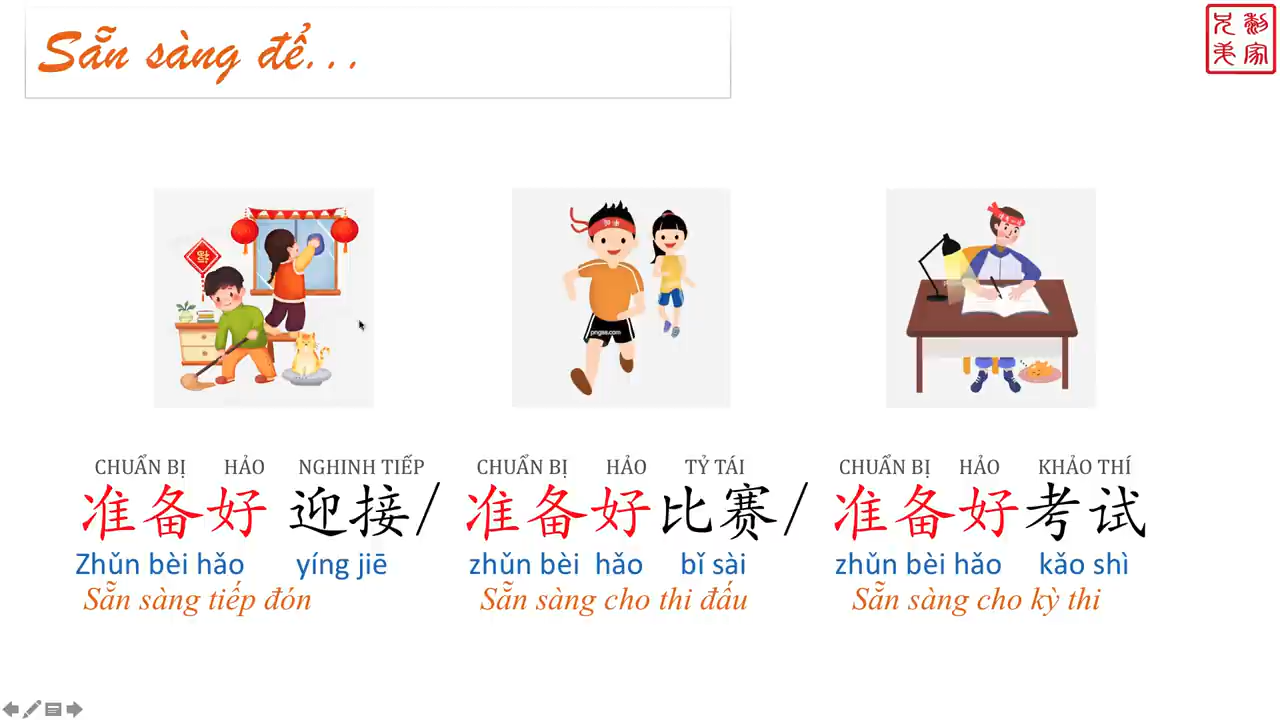 Sẵn sàng để...
CHUẨN BỊ HẢO NGHINH TIẾP CHUẨN BỊ HẢO TỶ TÁI CHUẨN BỊ HẢO KHẢO THÍ
准备好 迎接/ 准备好比赛/ 准备好考试
Zhǔn bèi hǎo yíng jiē zhǔn bèi hǎo bǐ sài zhǔn bèi hǎo kǎo shì
Sẵn sàng tiếp đón Sẵn sàng cho thi đấu Sẵn sàng cho kỳ thi